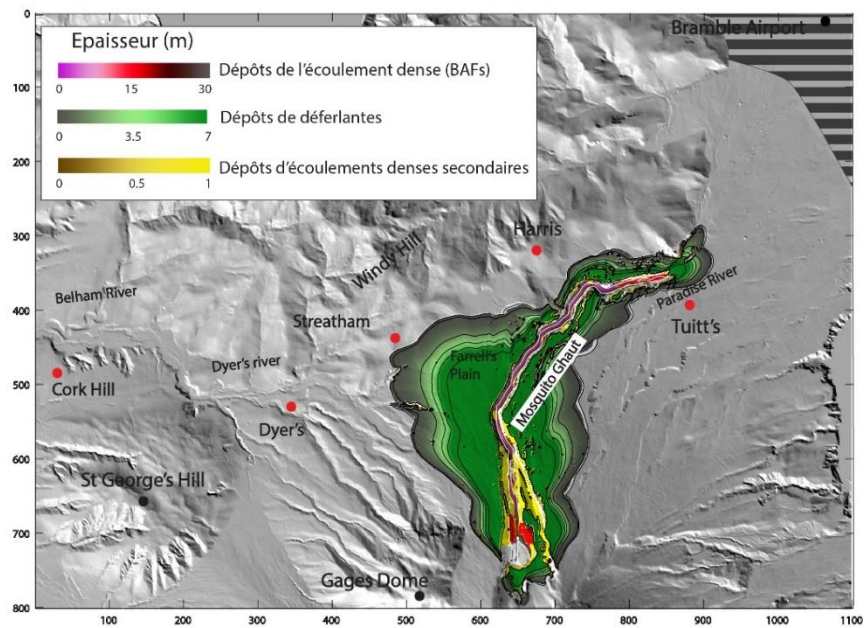 Bramble Airport
Epaisseur (m)
Dépôts de l'écoulement dense (BAFs)
0 15 30
Dépôts de déferlantes
0 3.5 7
Dépôts d'écoulements denses secondaires
0 0.5 1
Harris
Windy Hill
Belham River
Paradise River
Streatham
Tuitt's
Farrell's
Plain
Dyer's river
Cork Hill
Mosquito Ghaut
Dyer's
St George's Hill
Gages Dome
0
100
200
300
400
500
600
700
800
0 100 200 300 400 500 600 700 800 900 1000 1100